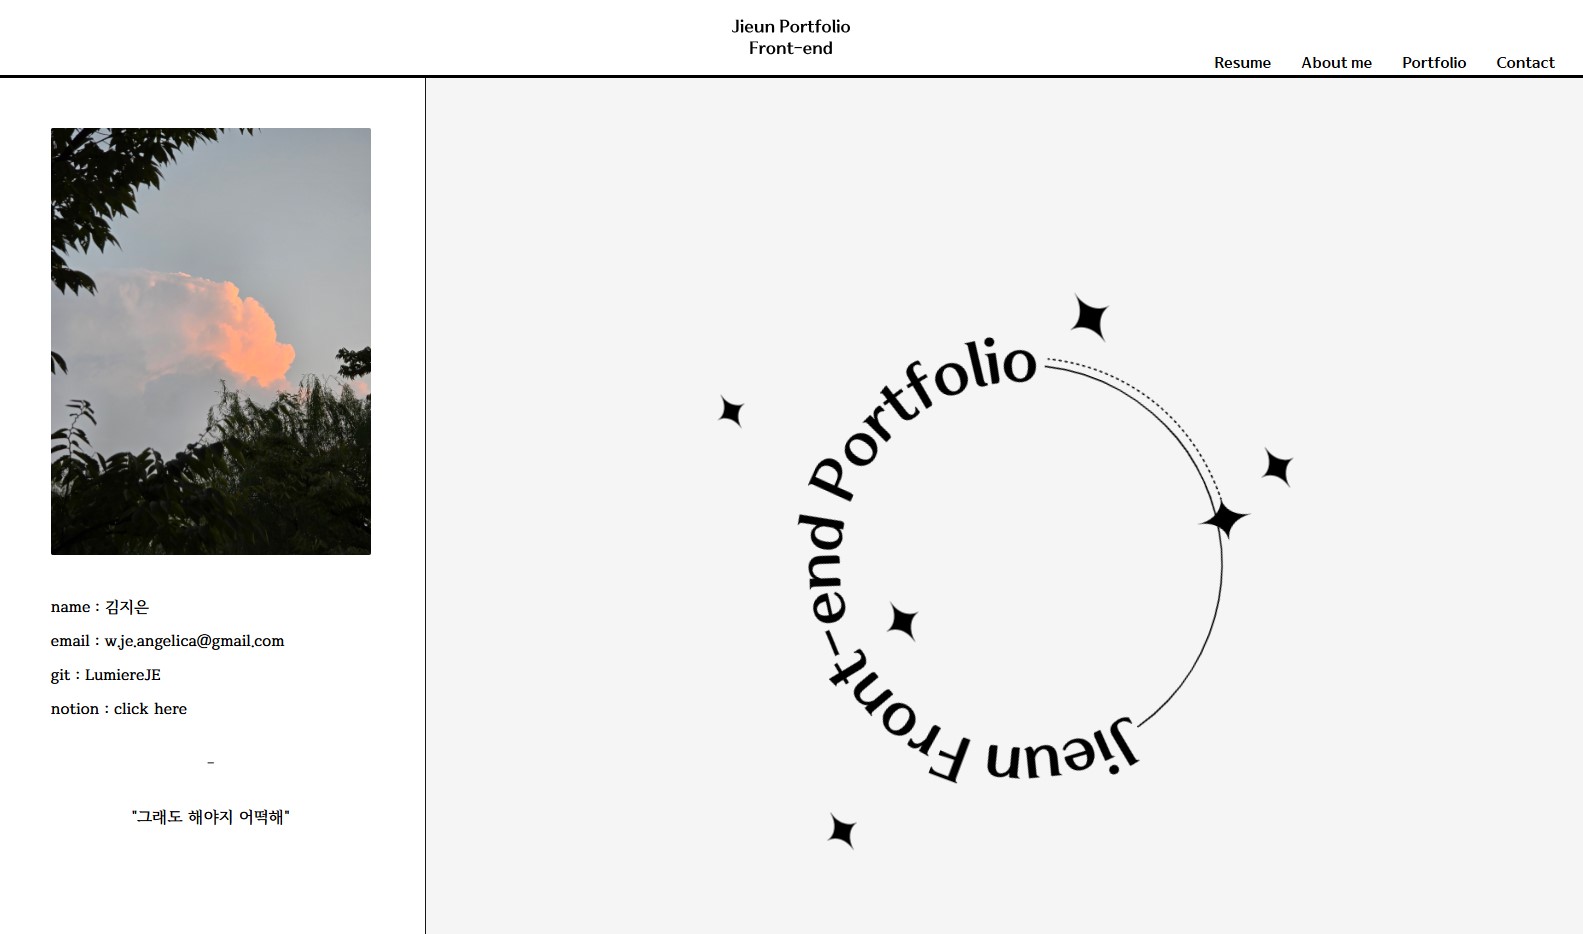 Jieun Portfolio
Front-end
Resume About me Portfolio Contact
name : 김지은
email : w.je.angelica@gmail.com
git : LumiereJE
notion : click here
-
"그래도 해야지 어떡해"
Jieun Front-end Portfolio